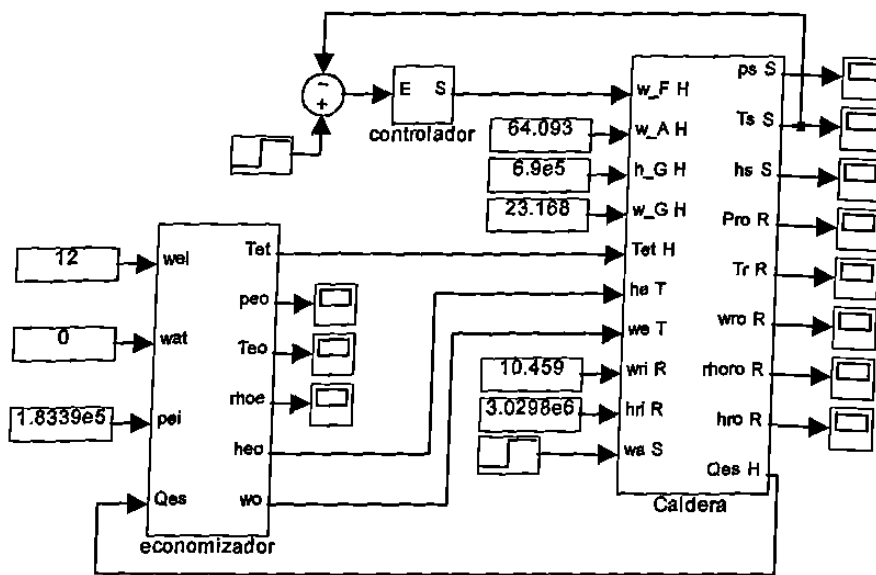 E S
controlador
64.093
6.9e5
23.168
w_F H
w_A H
h_G H
w_G H
Tet H
he T
we T
wri R
hri R
wa S
ps S
Ts S
hs S
Pro R
Tr R
wro R
rhoro R
hro R
Qes H
Caldera
10.459
3.0298e6
12
0
1.8339e5
wei
wat
pei
Qes
Tet
peo
Teo
rhoe
heo
wo
economizador
-
+